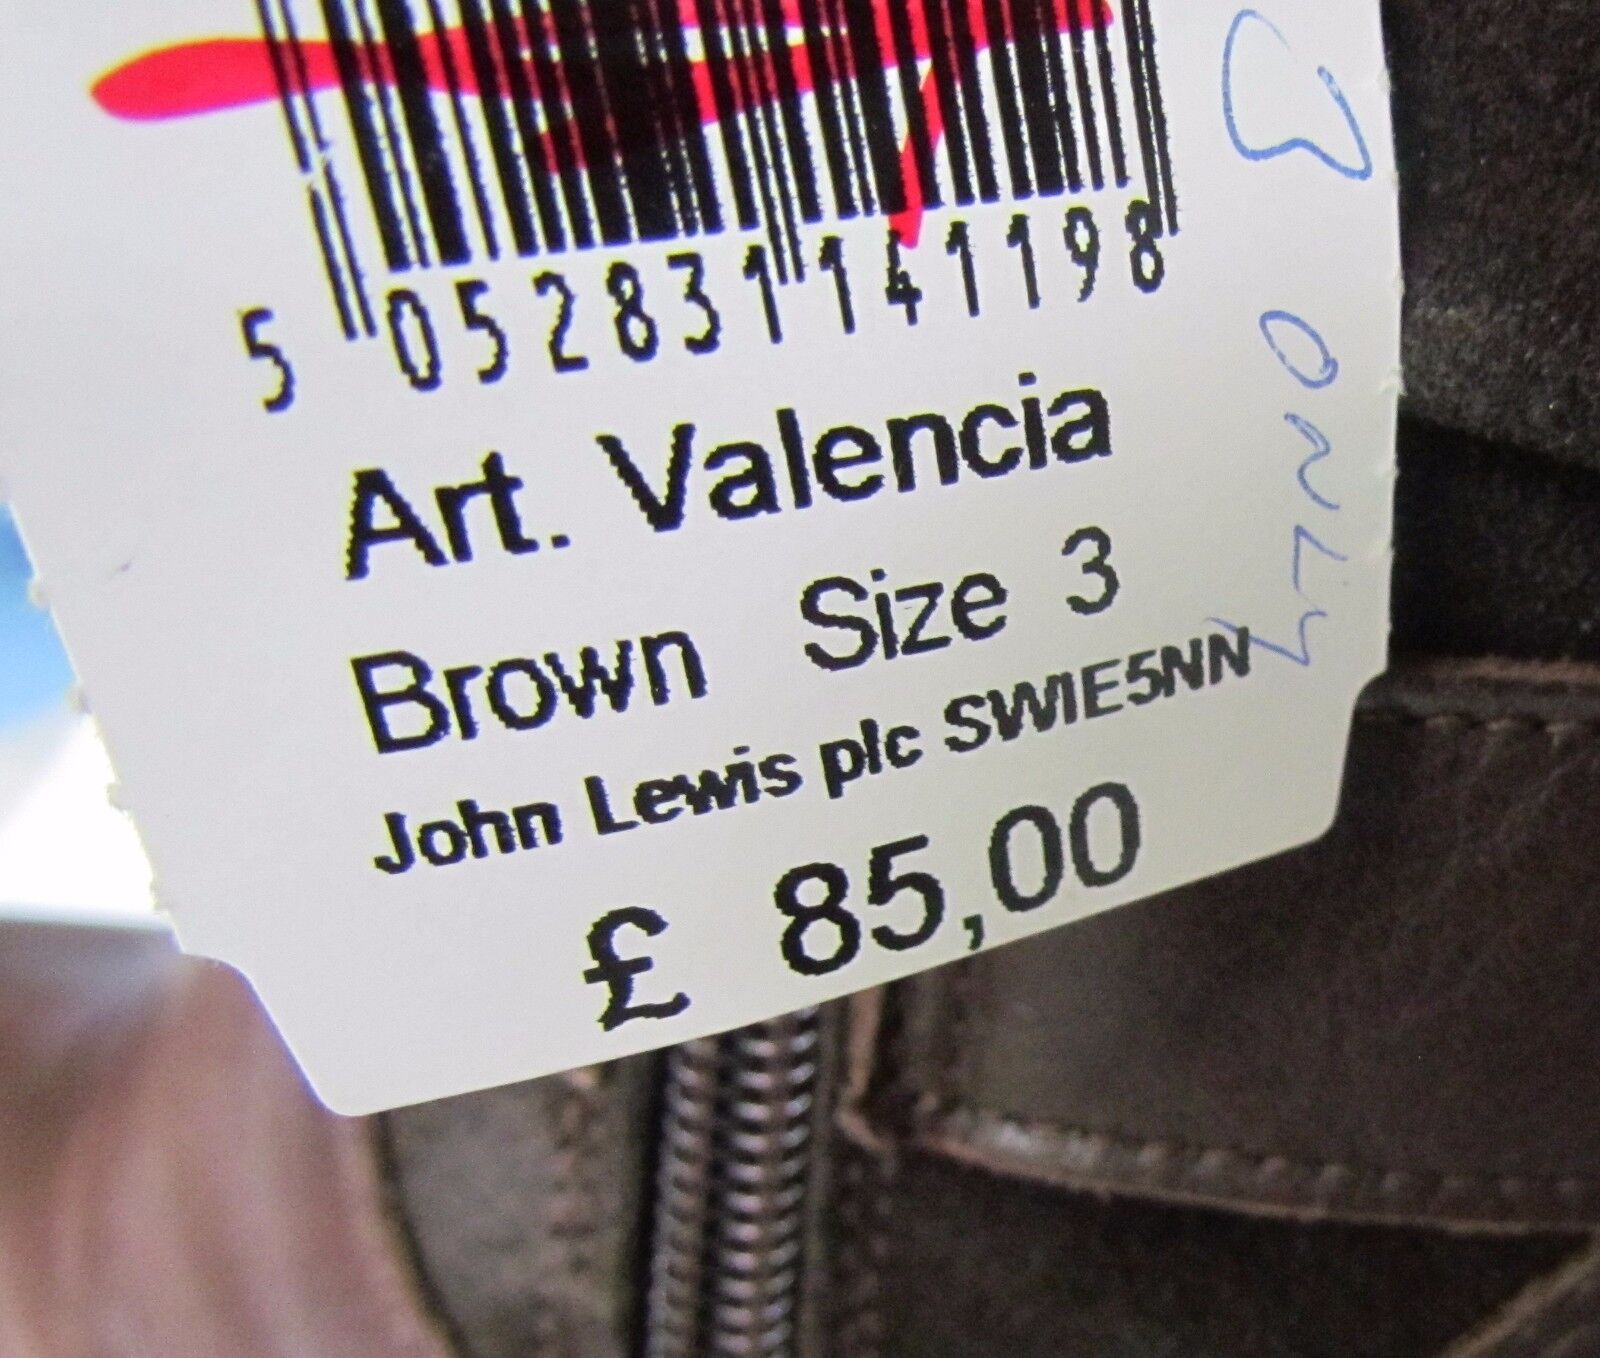 5 052831 141198
Art. Valencia
Brown Size 3
John Lewis plc SWIE5NN
£ 85,00